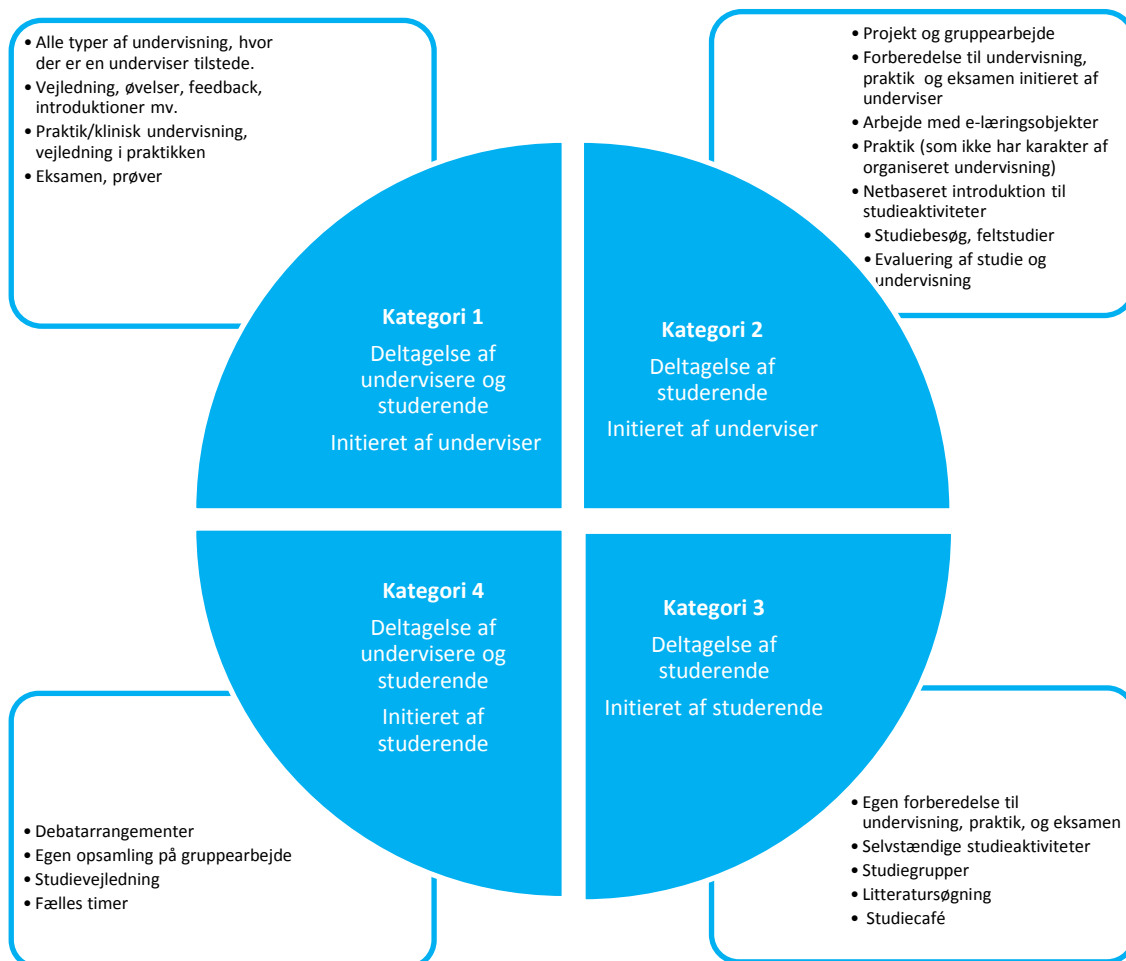 • Alle typer af undervisning, hvor
der er en underviser tilstede.
• Vejledning, øvelser, feedback,
introduktioner mv.
• Praktik/klinisk undervisning,
vejledning i praktikken
• Eksamen, prøver
• Projekt og gruppearbejde
• Forberedelse til undervisning,
praktik og eksamen initieret af
underviser
• Arbejde med e-læringsobjekter
• Praktik (som ikke har karakter af
organiseret undervisning)
• Netbaseret introduktion til
studieaktiviteter
• Studiebesøg, feltstudier
• Evaluering af studie og
undervisning
Kategori 1
Deltagelse af
undervisere og
studerende
Initieret af underviser
Kategori 2
Deltagelse af
studerende
Initieret af underviser
Kategori 4
Deltagelse af
undervisere og
studerende
Initieret af
studerende
Kategori 3
Deltagelse af
studerende
Initieret af studerende
• Debatarrangementer
• Egen opsamling på gruppearbejde
• Studievejledning
• Fælles timer
• Egen forberedelse til
undervisning, praktik, og eksamen
• Selvstændige studieaktiviteter
• Studiegrupper
• Litteratursøgning
• Studiecafé